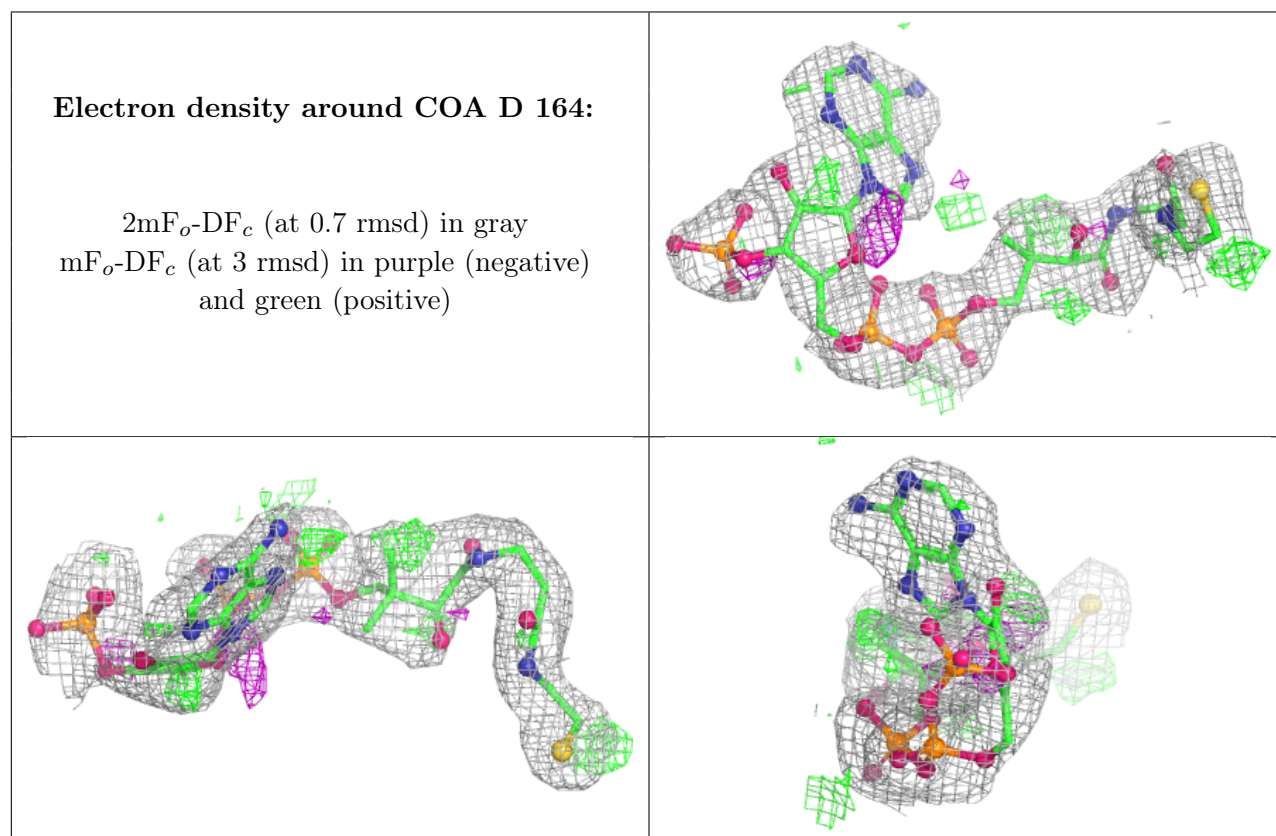 Electron density around COA D 164:
2mFₒ-DF𝒸 (at 0.7 rmsd) in gray
mFₒ-DF𝒸 (at 3 rmsd) in purple (negative)
and green (positive)